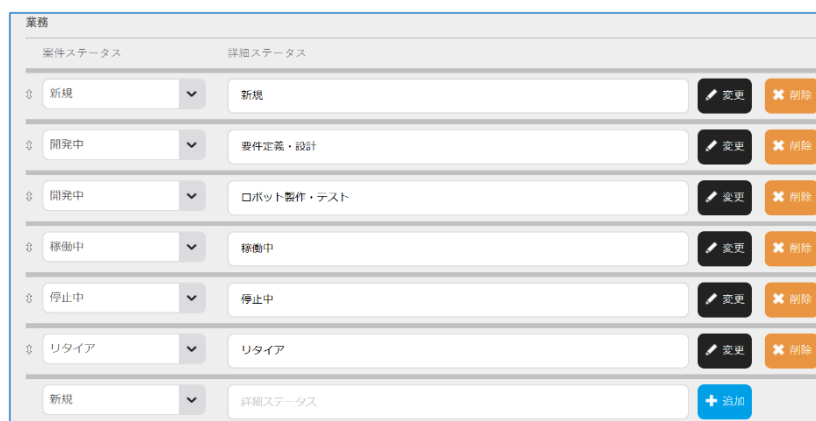 業務
案件ステータス 詳細ステータス
新規 新規 変更 削除
開発中 要件定義・設計 変更 削除
開発中 ロボット製作・テスト 変更 削除
稼働中 稼働中 変更 削除
停止中 停止中 変更 削除
リタイア リタイア 変更 削除
新規 詳細ステータス 追加